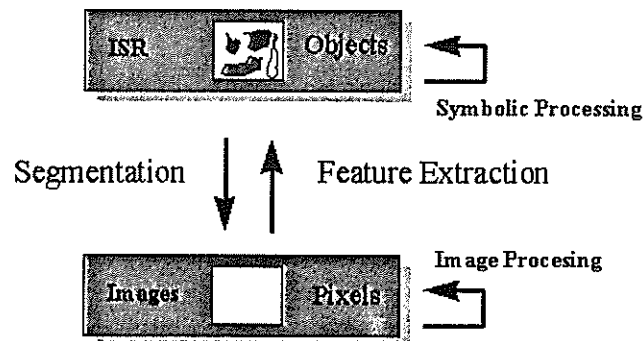 ISR Objects
Symbolic Processing
Segmentation Feature Extraction
Image Procesing
Images Pixels